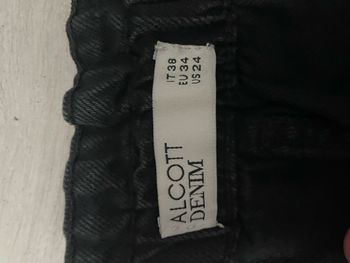 ALCOTT
DENIM
IT 38
EU 34
US 24